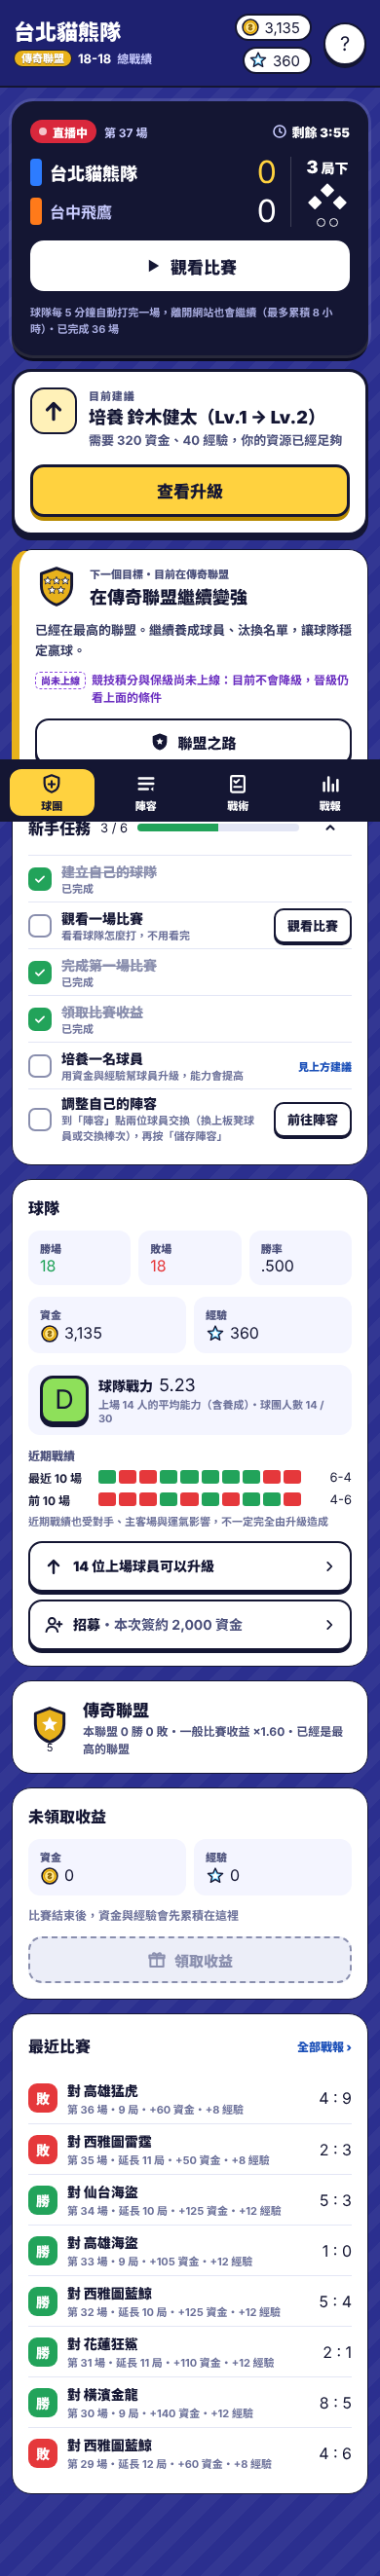 台北貓熊隊
傳奇聯盟 18-18 總戰績
3,135
360
?
直播中 第 37 場
剩餘 3:55
台北貓熊隊 0
台中飛鷹 0
3 局下
觀看比賽
球隊每 5 分鐘自動打完一場，離開網站也會繼續（最多累積 8 小
時）・已完成 36 場
目前建議
培養 鈴木健太（Lv.1 → Lv.2）
需要 320 資金、40 經驗，你的資源已經足夠
查看升級
下一個目標・目前在傳奇聯盟
在傳奇聯盟繼續變強
已經在最高的聯盟。繼續養成球員、汰換名單，讓球隊穩
定贏球。
尚未上線 競技積分與保級尚未上線：目前不會降級，晉級仍
看上面的條件
聯盟之路
球團
陣容
戰術
戰報
新手任務 3 / 6
建立自己的球隊
已完成
觀看一場比賽
看看球隊怎麼打，不用看完
觀看比賽
完成第一場比賽
已完成
領取比賽收益
已完成
培養一名球員
用資金與經驗幫球員升級，能力會提高
見上方建議
調整自己的陣容
到「陣容」點兩位球員交換（換上板凳球
員或交換棒次），再按「儲存陣容」
前往陣容
球隊
勝場
18
敗場
18
勝率
.500
資金
3,135
經驗
360
D
球隊戰力 5.23
上場 14 人的平均能力（含養成）・球團人數 14 /
30
近期戰績
最近 10 場 6-4
前 10 場 4-6
近期戰績也受對手、主客場與運氣影響，不一定完全由升級造成
14 位上場球員可以升級
招募・本次簽約 2,000 資金
5
傳奇聯盟
本聯盟 0 勝 0 敗・一般比賽收益 ×1.60・已經是最
高的聯盟
未領取收益
資金
0
經驗
0
比賽結束後，資金與經驗會先累積在這裡
領取收益
最近比賽
全部戰報 ›
敗 對 高雄猛虎 4 : 9
第 36 場・9 局・+60 資金・+8 經驗
敗 對 西雅圖雷霆 2 : 3
第 35 場・延長 11 局・+50 資金・+8 經驗
勝 對 仙台海盜 5 : 3
第 34 場・延長 10 局・+125 資金・+12 經驗
勝 對 高雄海盜 1 : 0
第 33 場・9 局・+105 資金・+12 經驗
勝 對 西雅圖藍鯨 5 : 4
第 32 場・延長 10 局・+125 資金・+12 經驗
勝 對 花蓮狂鯊 2 : 1
第 31 場・延長 11 局・+110 資金・+12 經驗
勝 對 橫濱金龍 8 : 5
第 30 場・9 局・+140 資金・+12 經驗
敗 對 西雅圖藍鯨 4 : 6
第 29 場・延長 12 局・+60 資金・+8 經驗